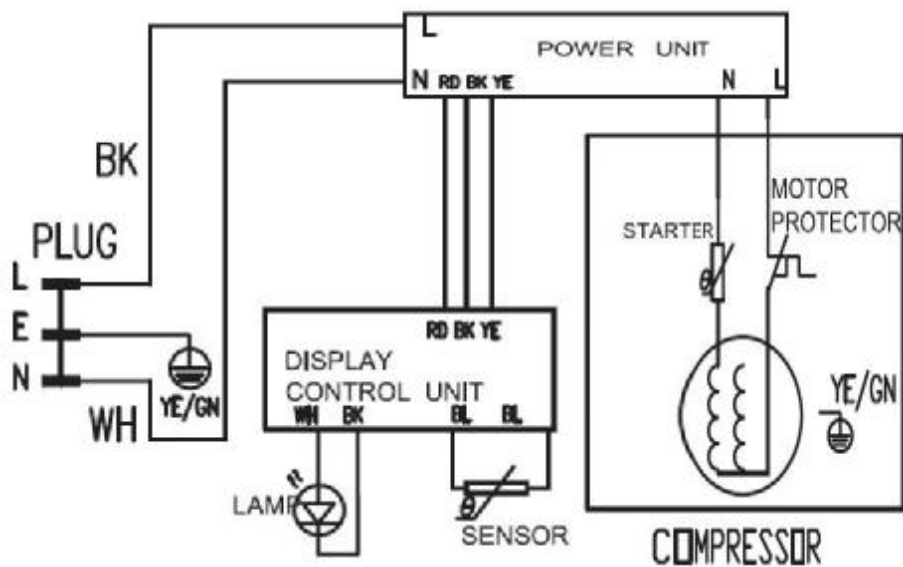 L
POWER UNIT
N RD BK YE N L
BK
MOTOR
PROTECTOR
STARTER
θ
PLUG
L
E
N
YE/GN
WH
RD BK YE
DISPLAY
CONTROL UNIT
WH BK BL BL
YE/GN
LAMP
θ
SENSOR
COMPRESSOR